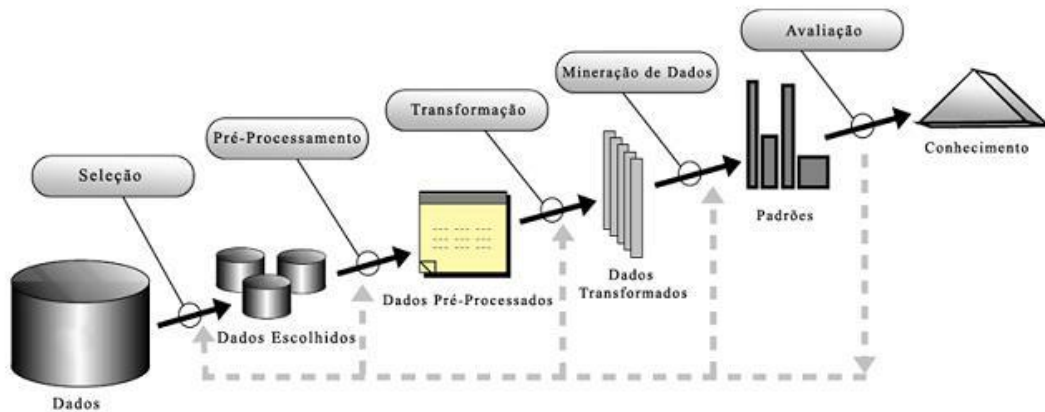 Avaliação
Mineração de Dados
Transformação
Pré-Processamento
Seleção
Conhecimento
Padrões
Dados
Transformados
Dados Pré-Processados
Dados Escolhidos
Dados